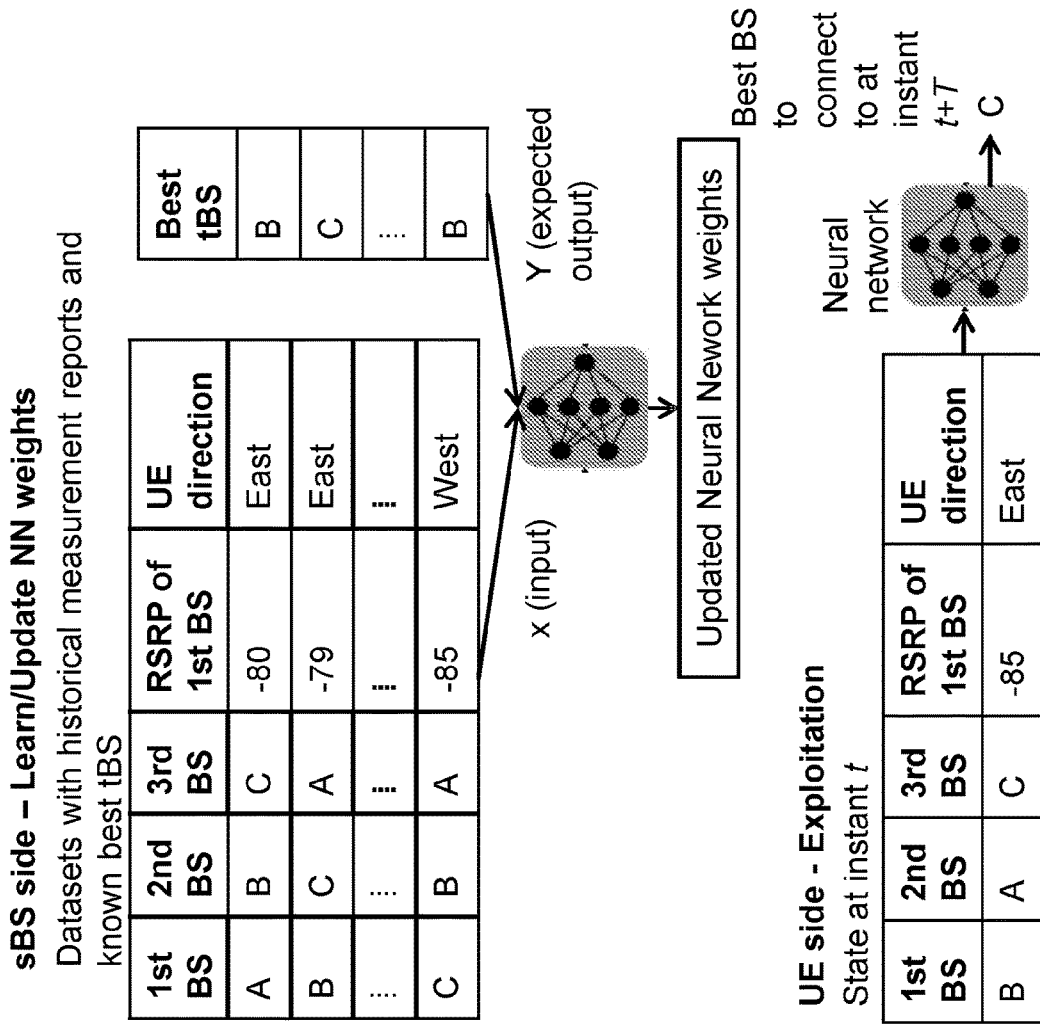 sBS side – Learn/Update NN weights
Datasets with historical measurement reports and
known best tBS
1st BS 2nd BS 3rd BS RSRP of 1st BS UE direction
A B C -80 East
B C A -79 East
.... .... .... .... ....
C B A -85 West
Best tBS
B
C
....
B
x (input)
Y (expected
output)
Updated Neural Nework weights
UE side - Exploitation
State at instant t
1st BS 2nd BS 3rd BS RSRP of 1st BS UE direction
B A C -85 East
Neural
network
Best BS
to
connect
to at
instant
t+T
C